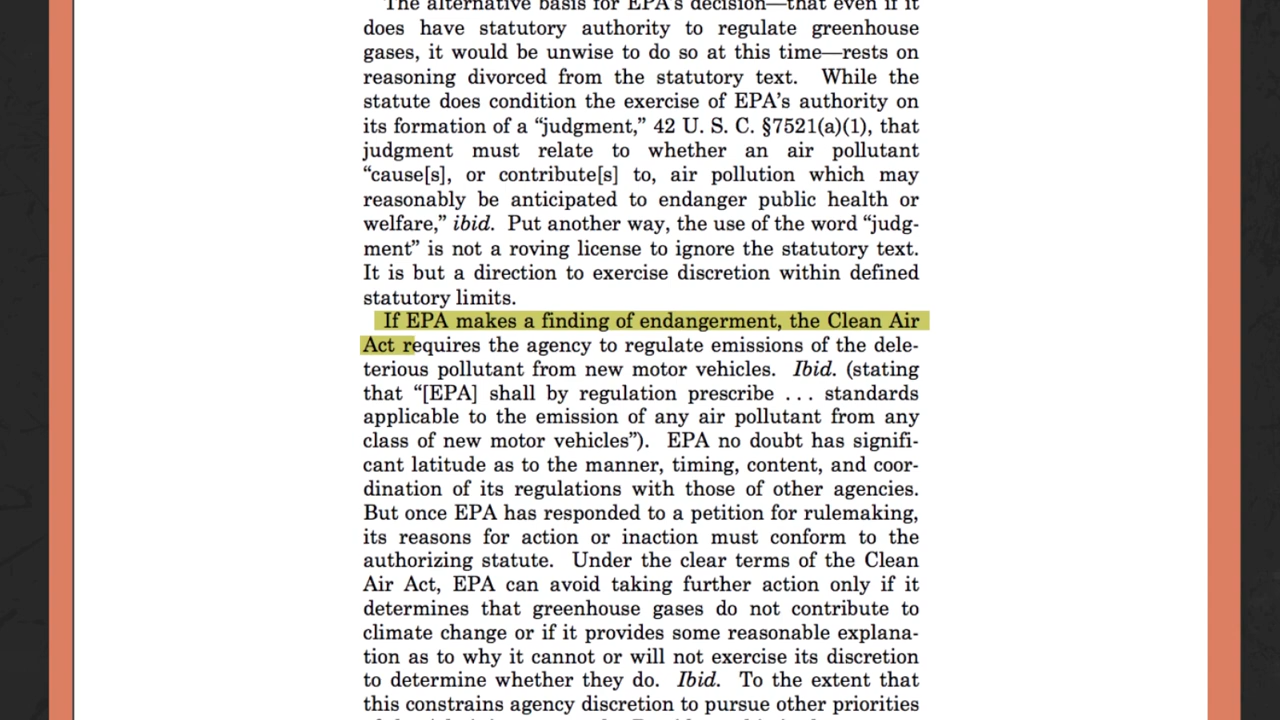 The alternative basis for EPA's decision—that even if it
does have statutory authority to regulate greenhouse
gases, it would be unwise to do so at this time—rests on
reasoning divorced from the statutory text. While the
statute does condition the exercise of EPA's authority on
its formation of a “judgment,” 42 U. S. C. §7521(a)(1), that
judgment must relate to whether an air pollutant
“cause[s], or contribute[s] to, air pollution which may
reasonably be anticipated to endanger public health or
welfare,” ibid. Put another way, the use of the word “judg-
ment” is not a roving license to ignore the statutory text.
It is but a direction to exercise discretion within defined
statutory limits.
If EPA makes a finding of endangerment, the Clean Air
Act requires the agency to regulate emissions of the dele-
terious pollutant from new motor vehicles. Ibid. (stating
that “[EPA] shall by regulation prescribe . . . standards
applicable to the emission of any air pollutant from any
class of new motor vehicles”). EPA no doubt has signifi-
cant latitude as to the manner, timing, content, and coor-
dination of its regulations with those of other agencies.
But once EPA has responded to a petition for rulemaking,
its reasons for action or inaction must conform to the
authorizing statute. Under the clear terms of the Clean
Air Act, EPA can avoid taking further action only if it
determines that greenhouse gases do not contribute to
climate change or if it provides some reasonable explana-
tion as to why it cannot or will not exercise its discretion
to determine whether they do. Ibid. To the extent that
this constrains agency discretion to pursue other priorities